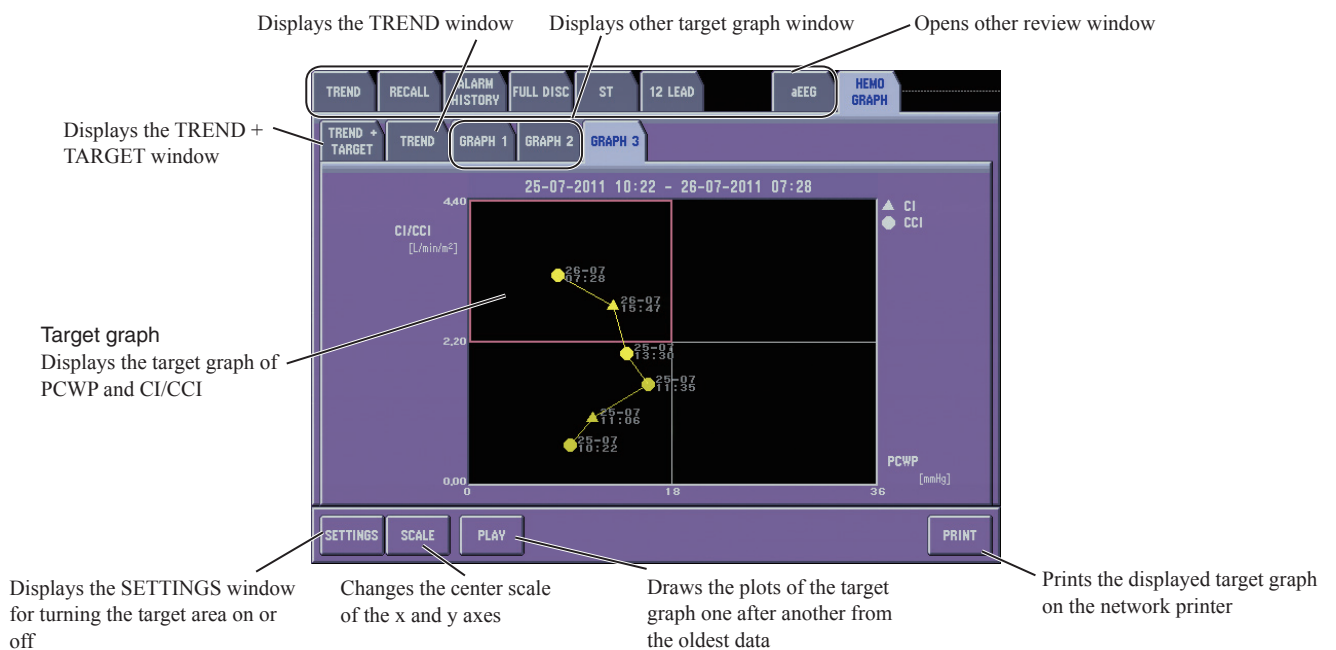 Displays the TREND window
Displays other target graph window
Opens other review window
TREND
RECALL
ALARM
HISTORY
FULL DISC
ST
12 LEAD
aEEG
HEMO
GRAPH
Displays the TREND +
TARGET window
TREND +
TARGET
TREND
GRAPH 1
GRAPH 2
GRAPH 3
25-07-2011 10:22 - 26-07-2011 07:28
4,40
CI/CCI
[L/min/m²]
CI
CCI
26-07
07:28
26-07
15:47
Target graph
Displays the target graph of
PCWP and CI/CCI
2,20
25-07
13:30
25-07
11:35
25-07
11:06
25-07
10:22
PCWP
[mmHg]
0,00
0
18
36
SETTINGS
SCALE
PLAY
PRINT
Displays the SETTINGS window
for turning the target area on or
off
Changes the center scale
of the x and y axes
Draws the plots of the target
graph one after another from
the oldest data
Prints the displayed target graph
on the network printer